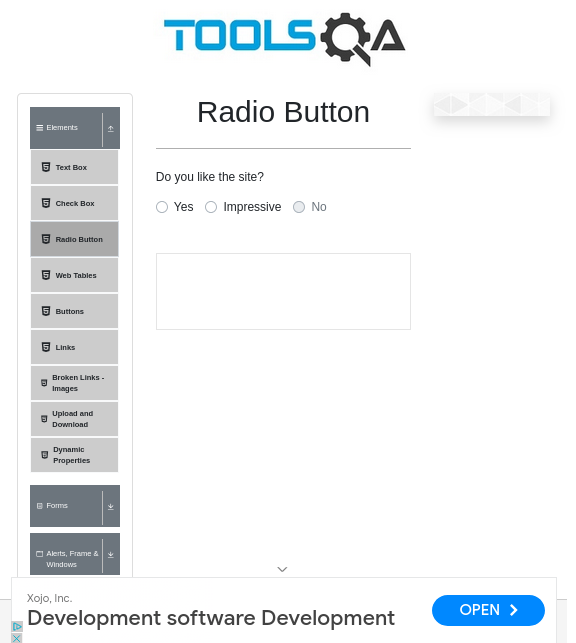 TOOLSQA
Radio Button
Elements
Text Box
Check Box
Radio Button
Web Tables
Buttons
Links
Broken Links -
Images
Upload and
Download
Dynamic
Properties
Forms
Alerts, Frame &
Windows
Do you like the site?
Yes Impressive No
Xojo, Inc.
Development software Development
OPEN